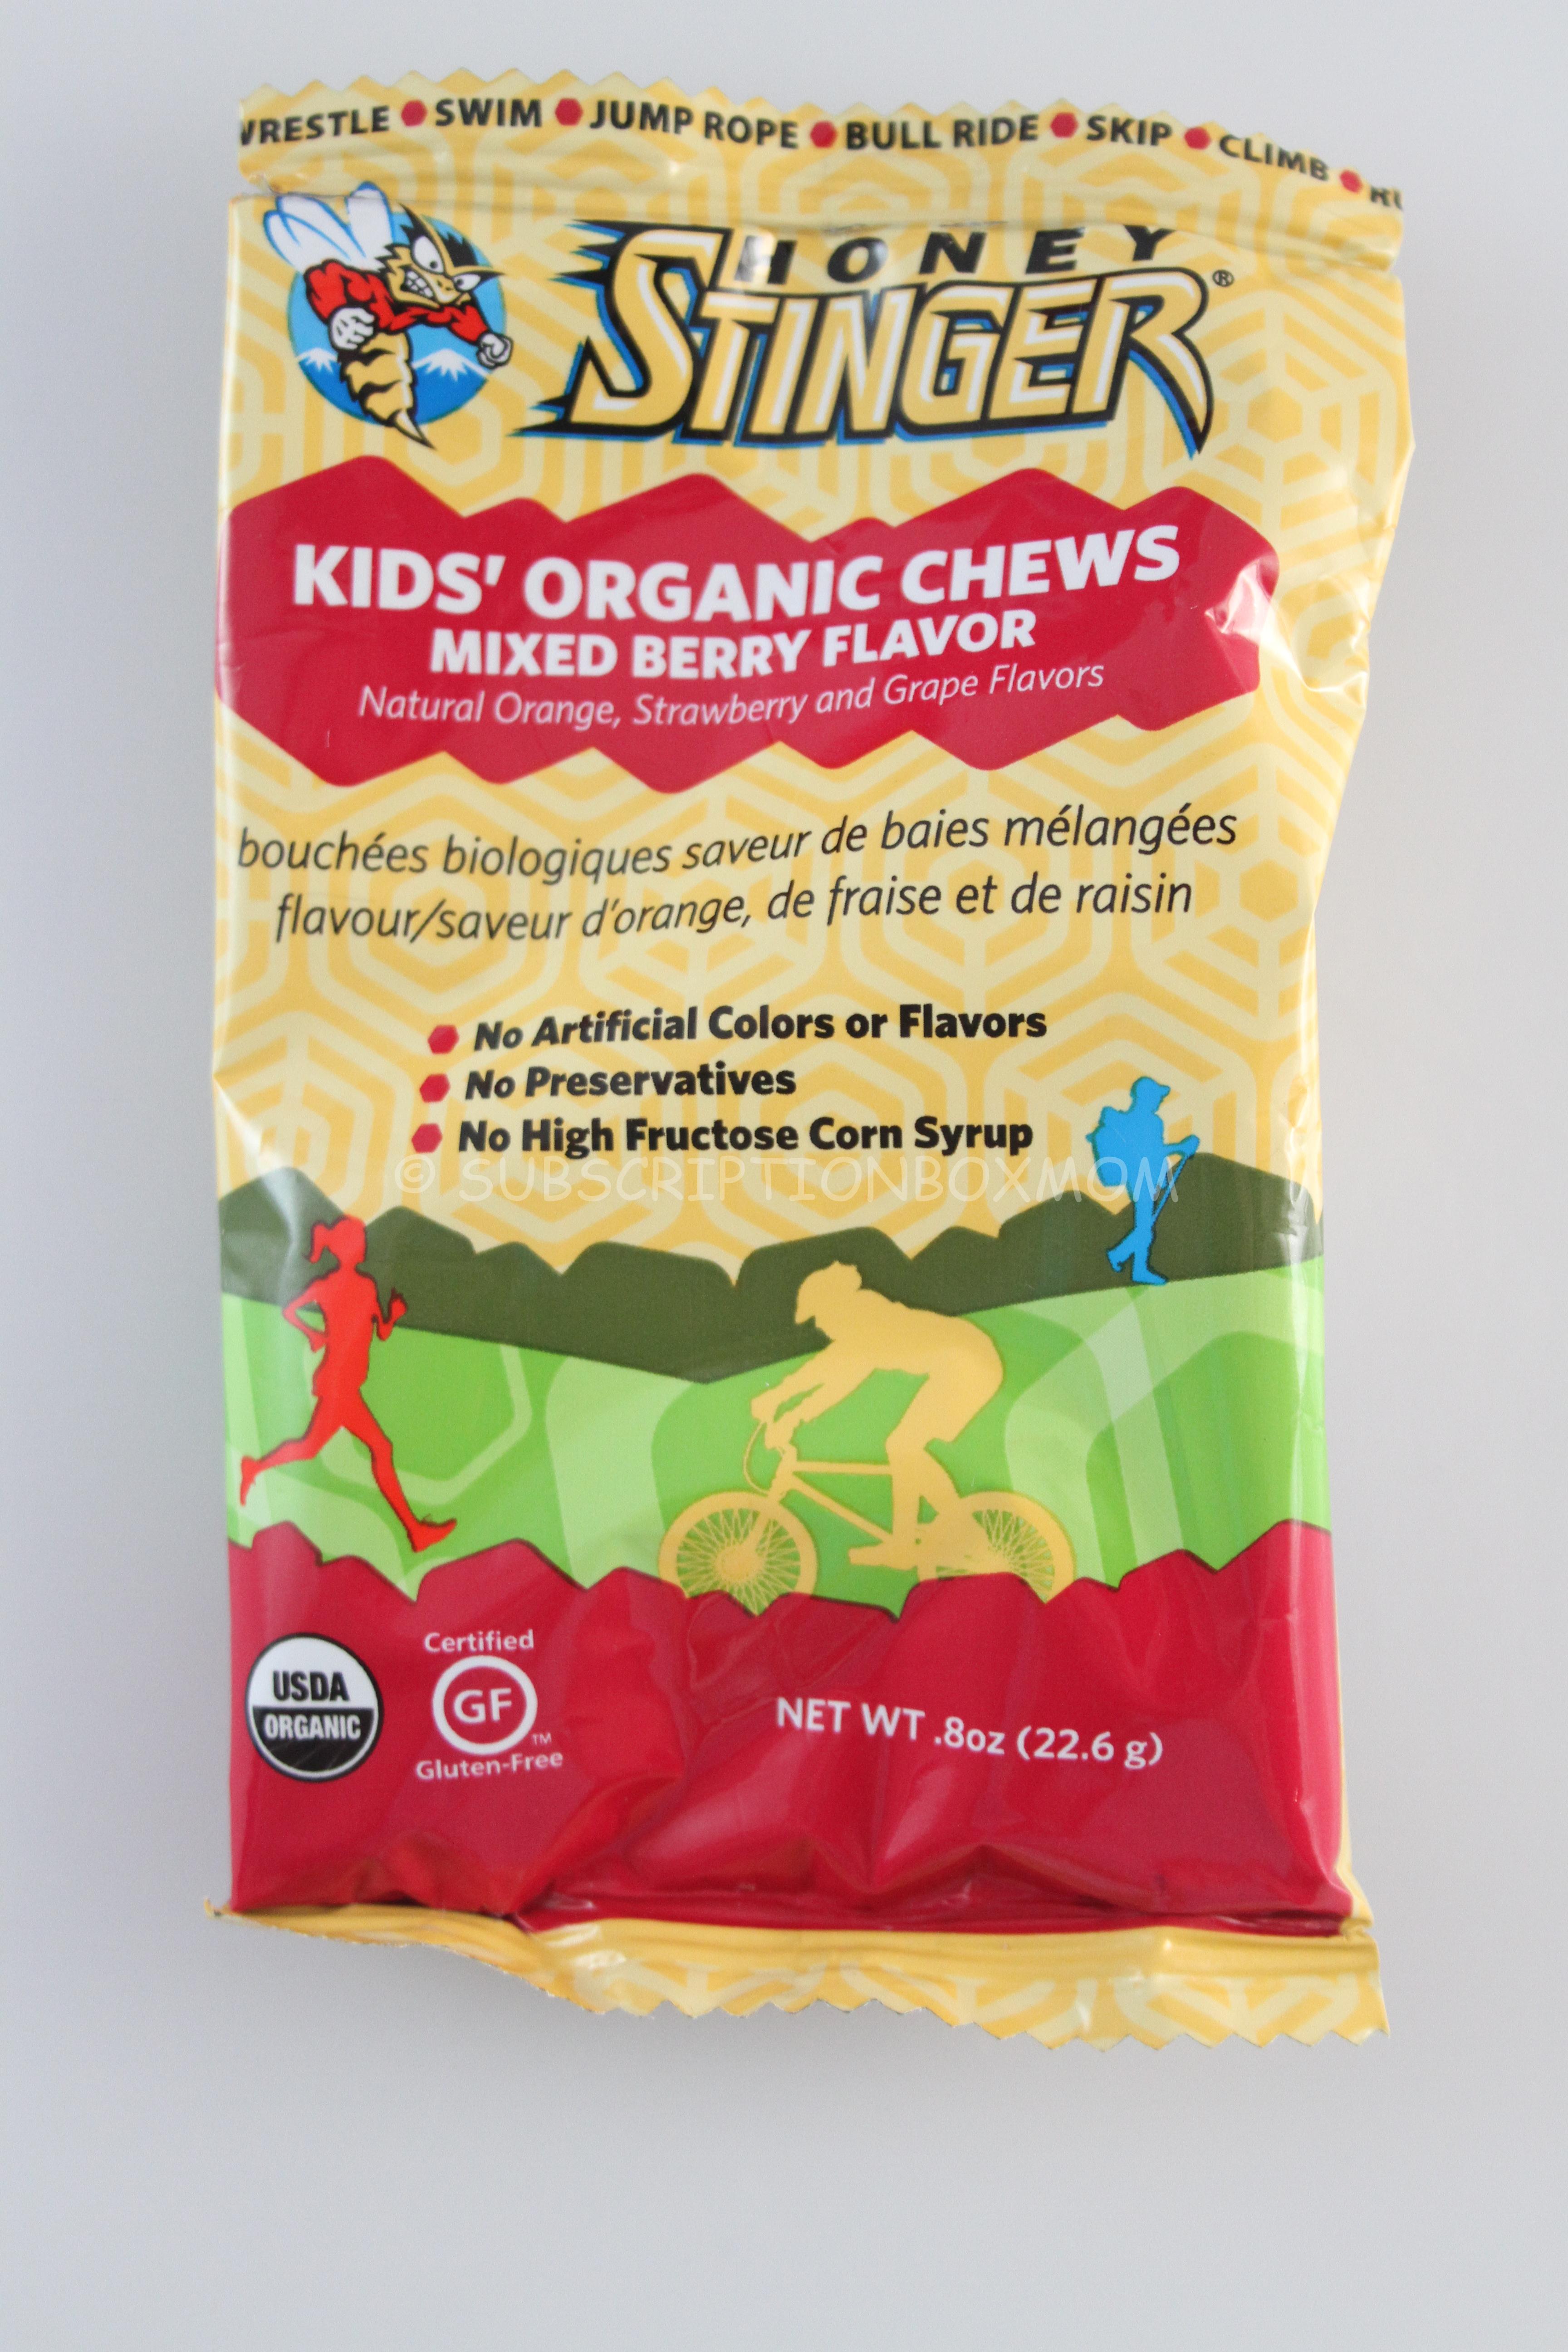 WRESTLE • SWIM • JUMP ROPE • BULL RIDE • SKIP • CLIMB •
HONEY
STINGER®
KIDS' ORGANIC CHEWS
MIXED BERRY FLAVOR
Natural Orange, Strawberry and Grape Flavors
bouchées biologiques saveur de baies mélangées
flavour/saveur d'orange, de fraise et de raisin
No Artificial Colors or Flavors
No Preservatives
No High Fructose Corn Syrup
© SUBSCRIPTIONBOXMOM
USDA
ORGANIC
Certified
GF
™
Gluten-Free
NET WT .8oz (22.6 g)